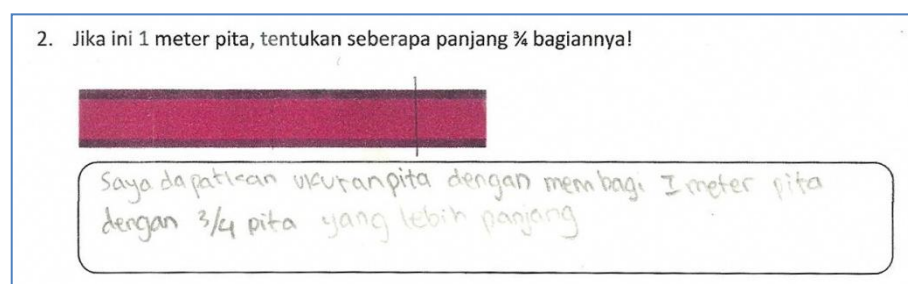 2. Jika ini 1 meter pita, tentukan seberapa panjang ¾ bagiannya!
Saya dapatkan ukuran pita dengan membagi 1 meter pita
dengan 3/4 pita yang lebih panjang